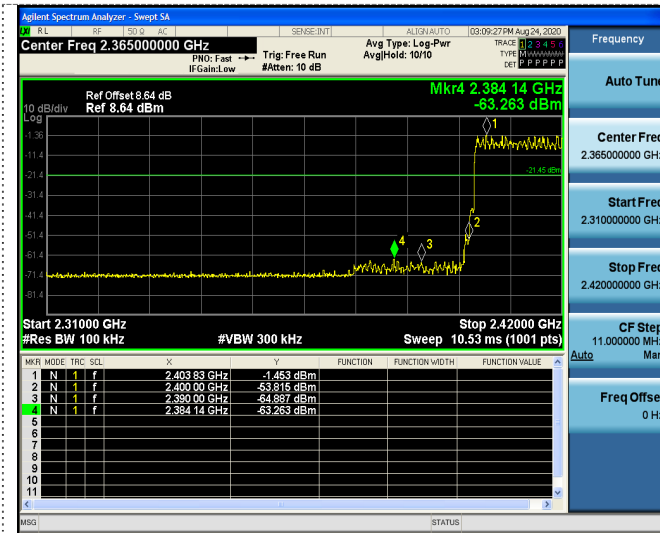 Agilent Spectrum Analyzer - Swept SA
LXI RL RF 50 Ω AC SENSE:INT ALIGN AUTO 03:09:27 PM Aug 24, 2020
Center Freq 2.365000000 GHz
PNO: Fast
IFGain:Low
Trig: Free Run
#Atten: 10 dB
Avg Type: Log-Pwr
Avg|Hold: 10/10
TRACE 1 2 3 4 5 6
TYPE M
DET P P P P P P
Ref Offset 8.64 dB
10 dB/div Ref 8.64 dBm
Log
Mkr4 2.384 14 GHz
-63.263 dBm
-1.36
-11.4
-21.4
-31.4
-41.4
-51.4
-61.4
-71.4
-81.4
1
-21.45 dBm
2
3
4
Start 2.31000 GHz Stop 2.42000 GHz
#Res BW 100 kHz #VBW 300 kHz Sweep 10.53 ms (1001 pts)
MKR MODE TRC SCL X Y FUNCTION FUNCTION WIDTH FUNCTION VALUE
1 N 1 f 2.403 83 GHz -1.453 dBm
2 N 1 f 2.400 00 GHz -53.815 dBm
3 N 1 f 2.390 00 GHz -64.887 dBm
4 N 1 f 2.384 14 GHz -63.263 dBm
5
6
7
8
9
10
11
MSG STATUS
Frequency
Auto Tune
Center Freq
2.365000000 GHz
Start Freq
2.310000000 GHz
Stop Freq
2.420000000 GHz
CF Step
11.000000 MHz
Auto Man
Freq Offset
0 Hz